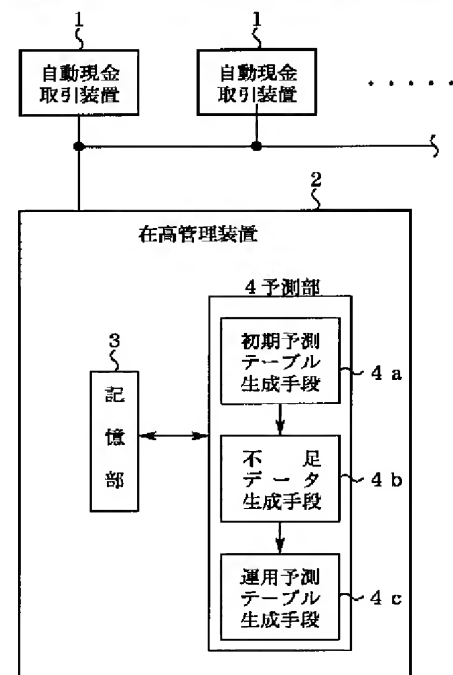 1
1
自動現金
取引装置
自動現金
取引装置
・・・・・
2
在高管理装置
4予測部
3
記
憶
部
初期予測
テーブル
生成手段
4a
不足
データ
生成手段
4b
運用予測
テーブル
生成手段
4c